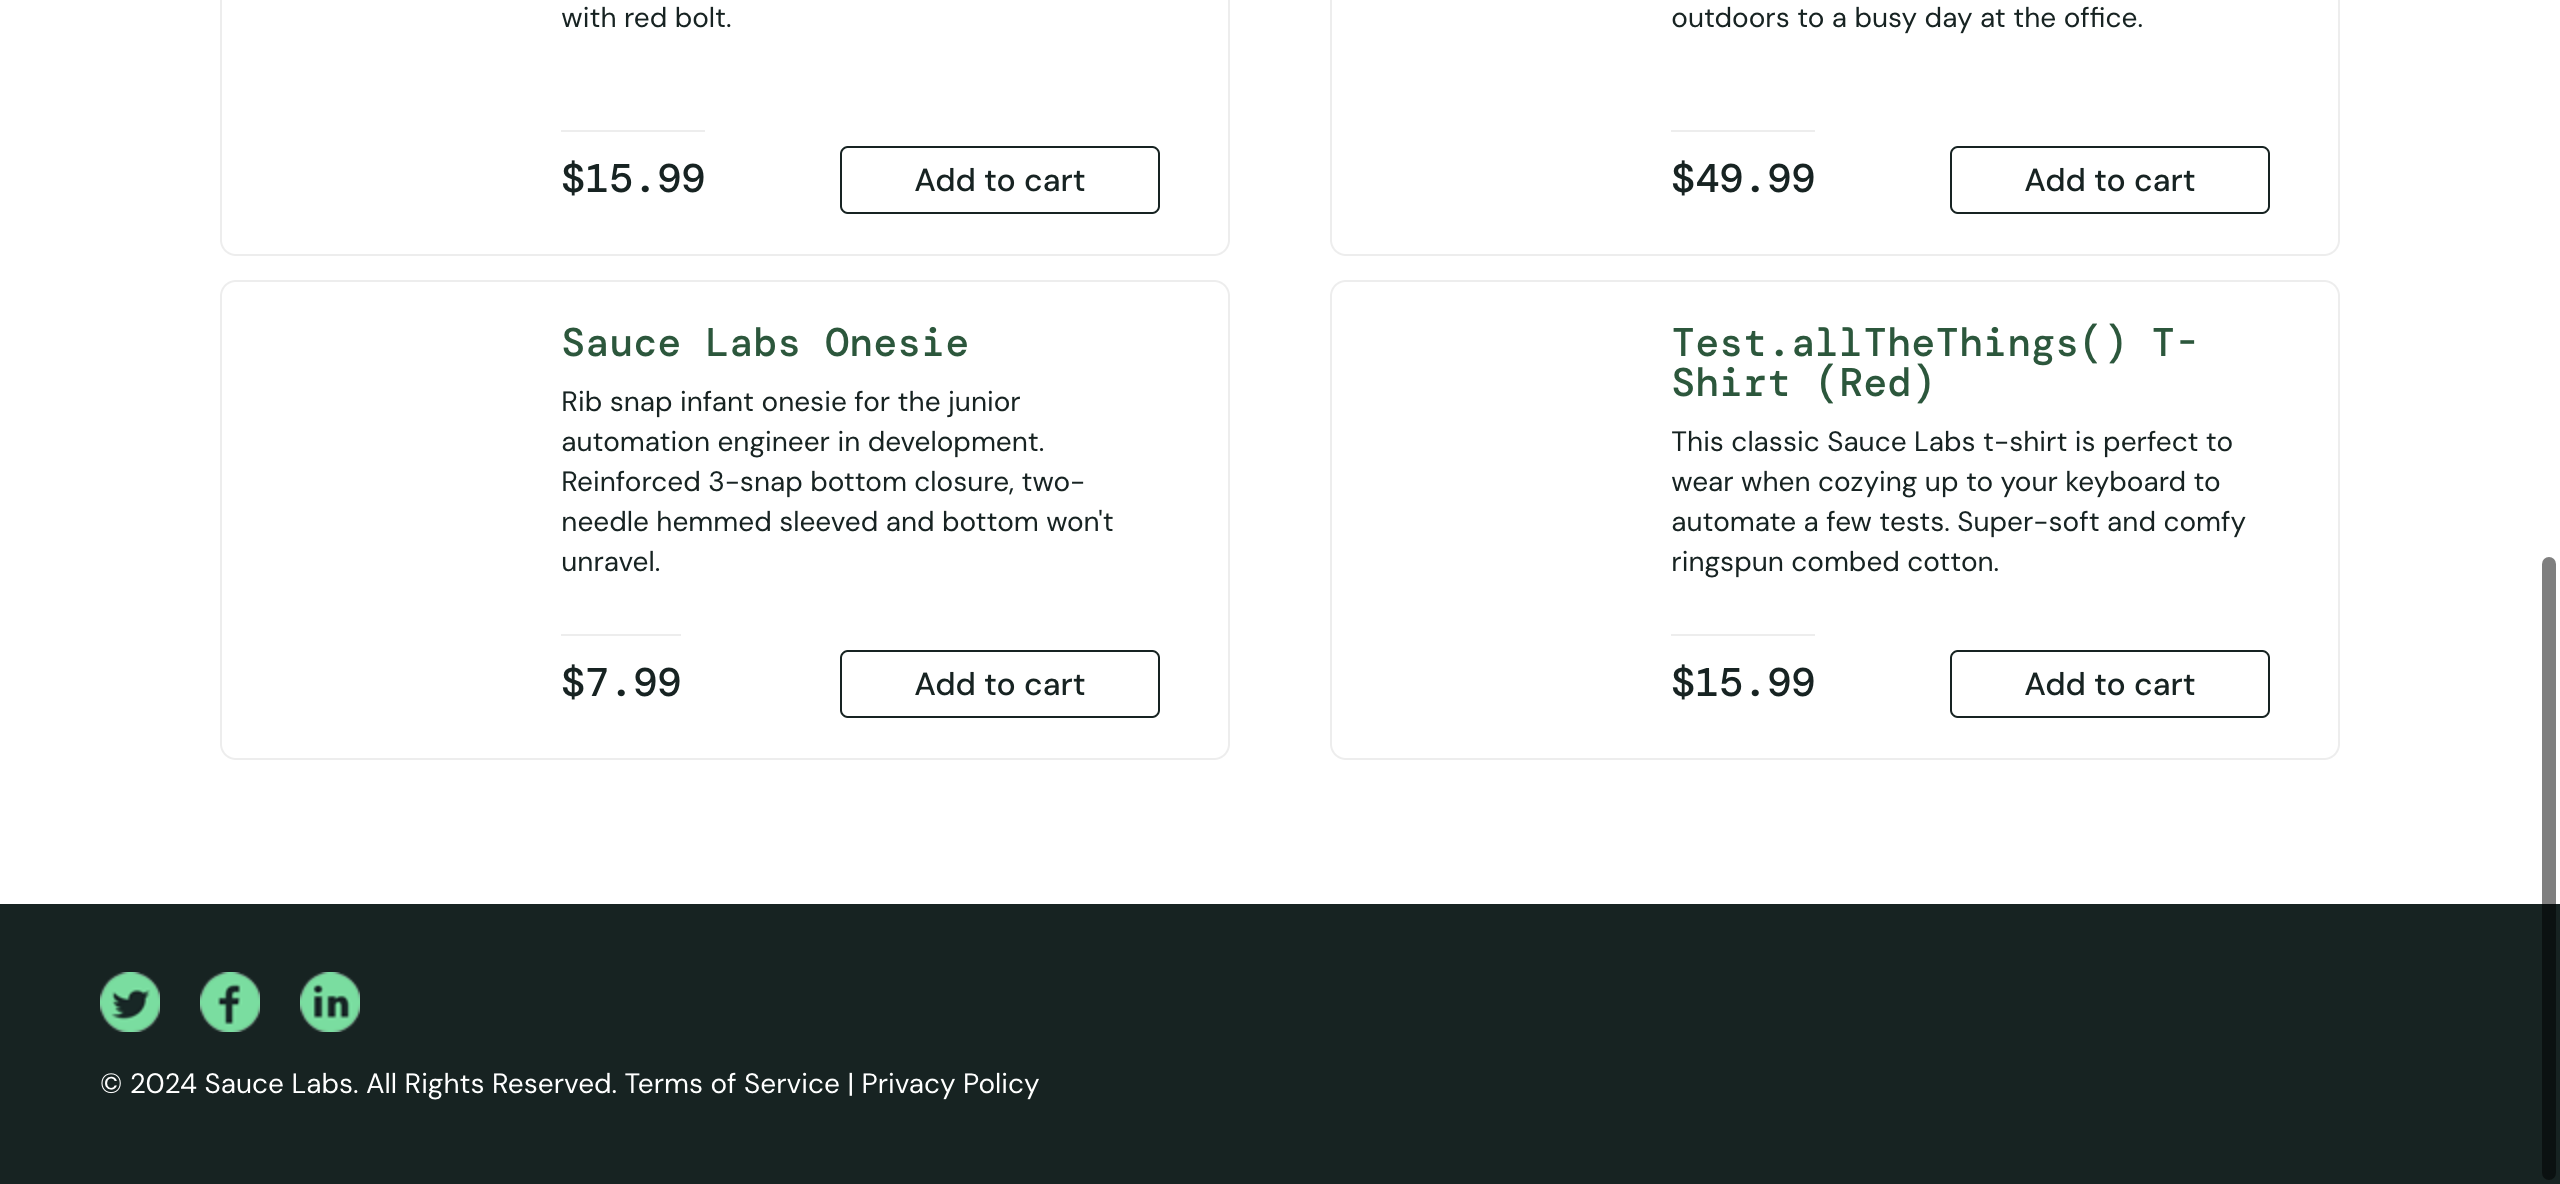 with red bolt.
$15.99
Add to cart
outdoors to a busy day at the office.
$49.99
Add to cart
Sauce Labs Onesie
Rib snap infant onesie for the junior
automation engineer in development.
Reinforced 3-snap bottom closure, two-
needle hemmed sleeved and bottom won't
unravel.
$7.99
Add to cart
Test.allTheThings() T-
Shirt (Red)
This classic Sauce Labs t-shirt is perfect to
wear when cozying up to your keyboard to
automate a few tests. Super-soft and comfy
ringspun combed cotton.
$15.99
Add to cart
f
in
© 2024 Sauce Labs. All Rights Reserved. Terms of Service | Privacy Policy